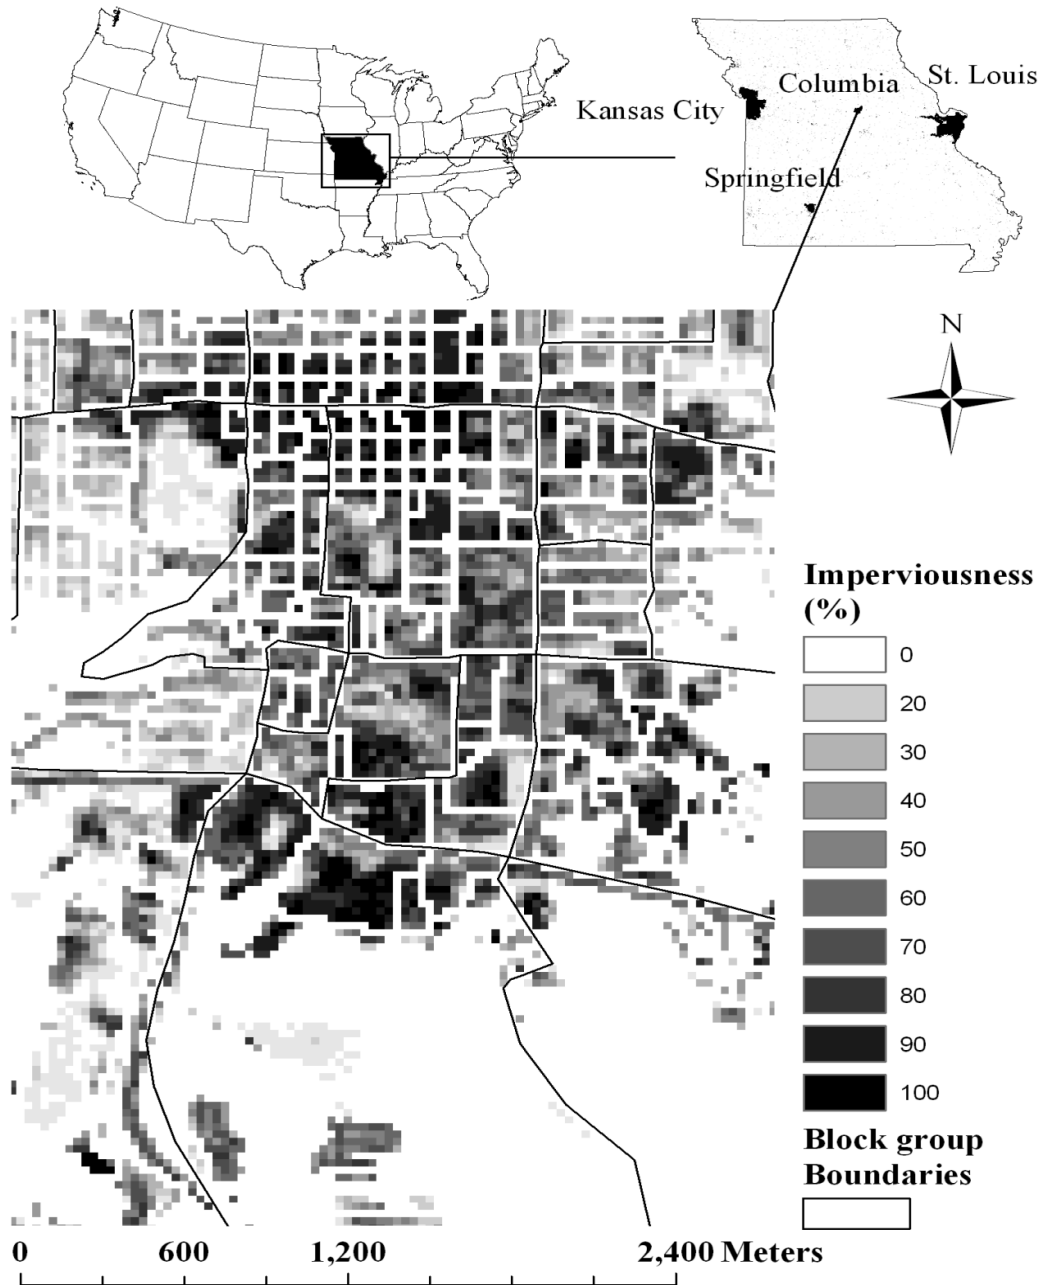 St. Louis
Columbia
Kansas City
Springfield
N
Imperviousness
(%)
0
20
30
40
50
60
70
80
90
100
Block group
Boundaries
0 600 1,200 2,400 Meters